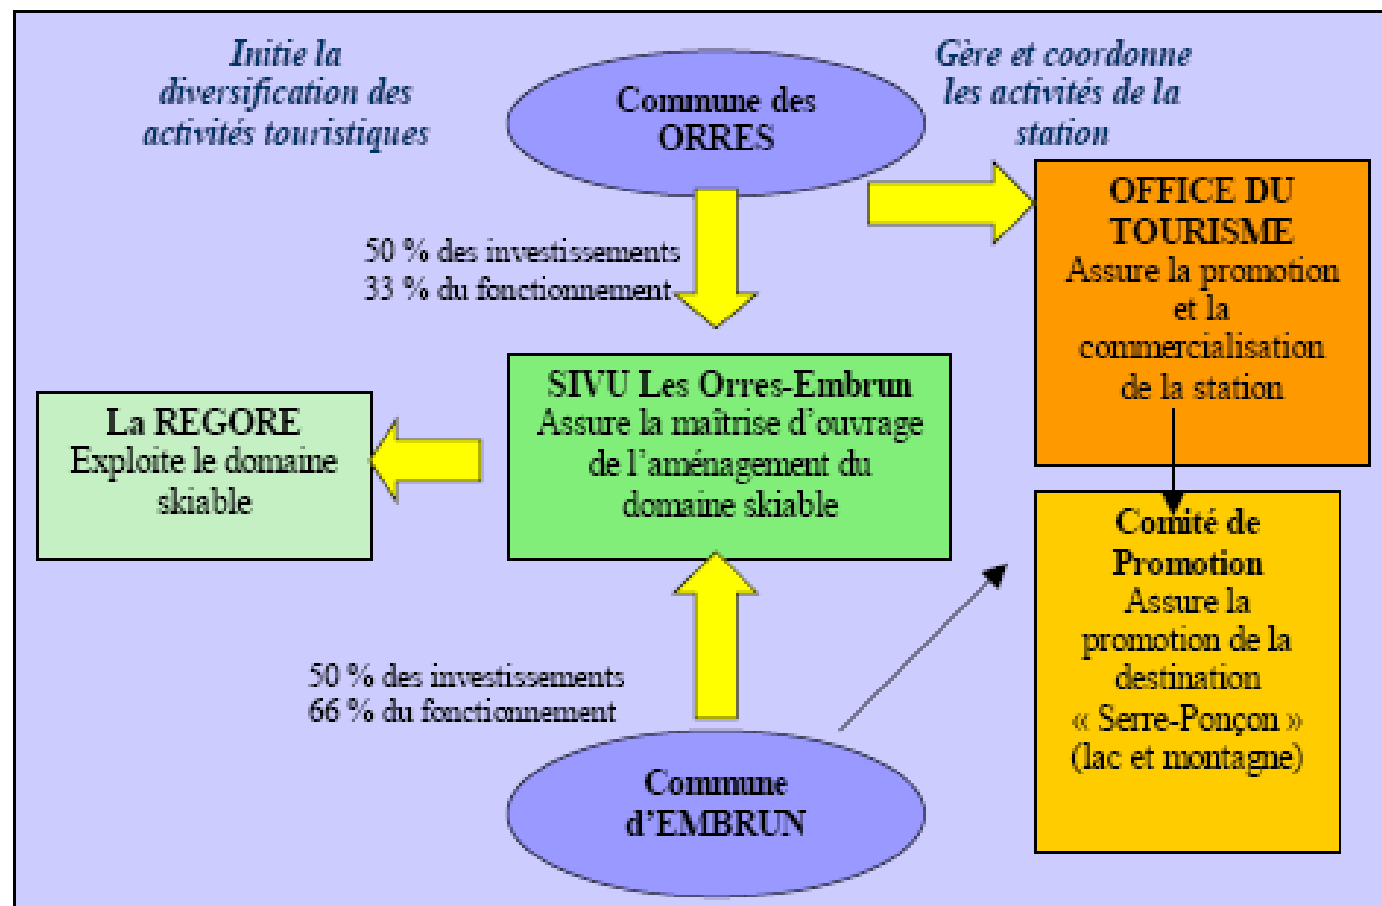 Initie la
diversification des
activités touristiques
Commune des
ORRES
Gère et coordonne
les activités de la
station
OFFICE DU
TOURISME
Assure la promotion
et la
commercialisation
de la station
50 % des investissements
33 % du fonctionnement
SIVU Les Orres-Embrun
Assure la maîtrise d’ouvrage
de l’aménagement du
domaine skiable
La REGORE
Exploite le domaine
skiable
Comité de
Promotion
Assure la
promotion de la
destination
« Serre-Ponçon »
(lac et montagne)
50 % des investissements
66 % du fonctionnement
Commune
d’EMBRUN